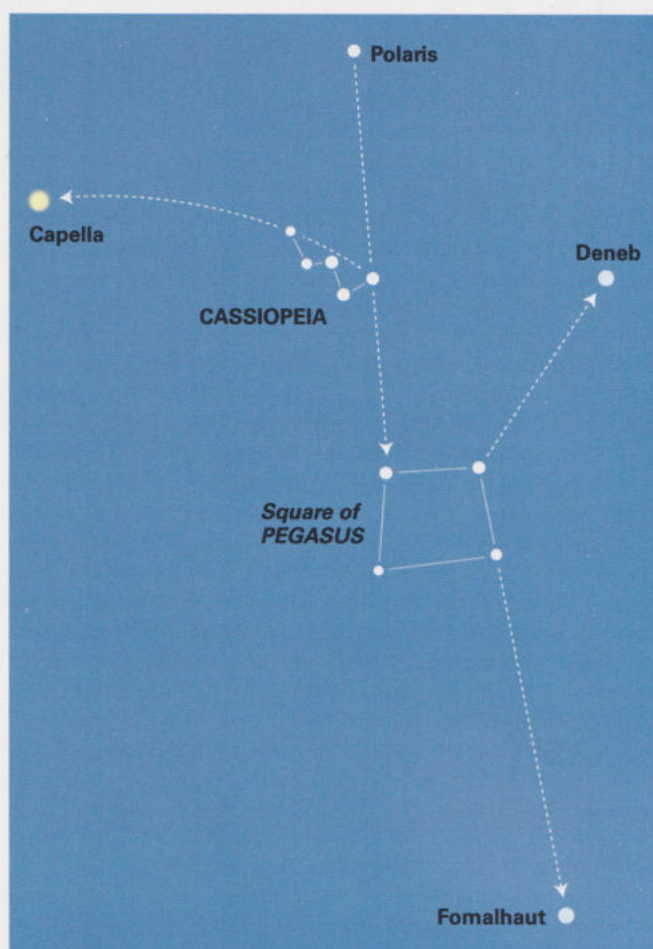 Polaris
Capella
Deneb
CASSIOPEIA
Square of
PEGASUS
Fomalhaut